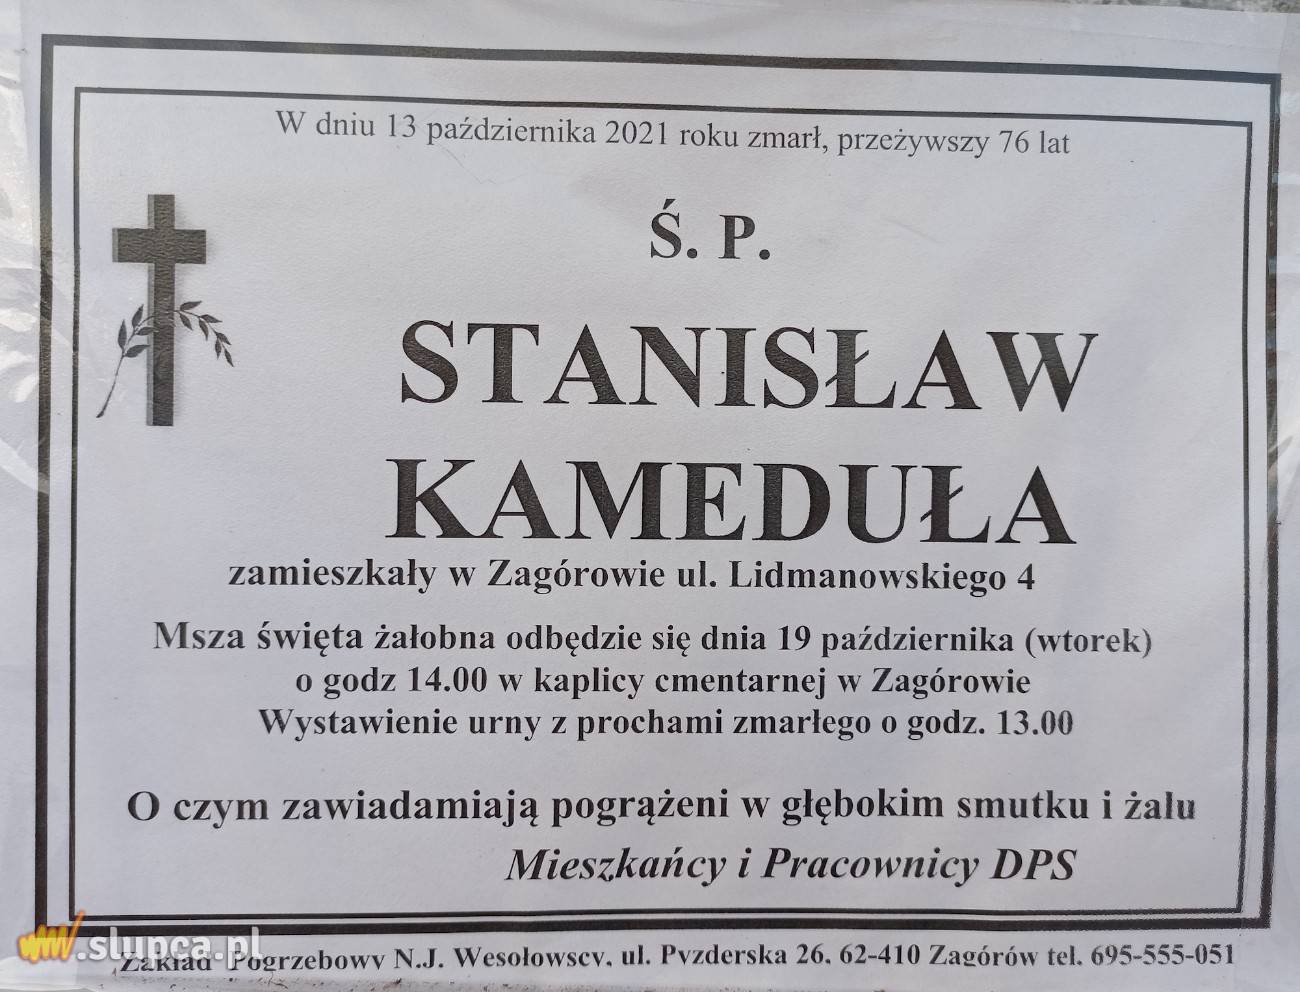 W dniu 13 października 2021 roku zmarł, przeżywszy 76 lat
Ś. P.
STANISŁAW
KAMEDUŁA
zamieszkały w Zagórowie ul. Lidmanowskiego 4
Msza święta żałobna odbędzie się dnia 19 października (wtorek)
o godz 14.00 w kaplicy cmentarnej w Zagórowie
Wystawienie urny z prochami zmarłego o godz. 13.00
O czym zawiadamiają pogrążeni w głębokim smutku i żalu
Mieszkańcy i Pracownicy DPS
www.slupca.pl
Zakład Pogrzebowy N.J. Wesołowscy, ul. Pyzderska 26, 62-410 Zagórów tel. 695-555-051